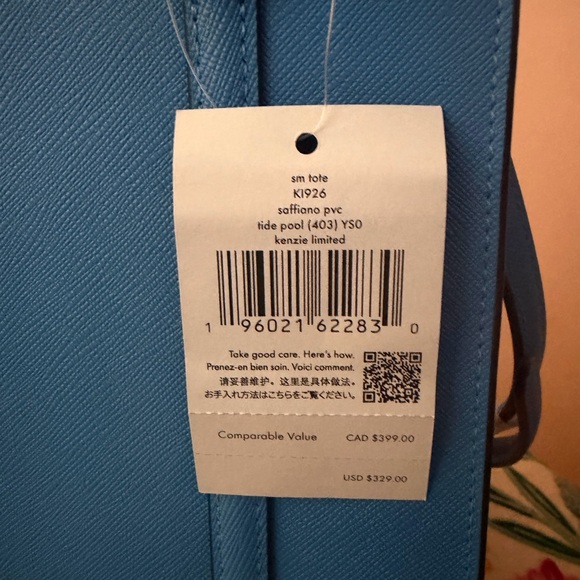 sm tote
KI926
saffiano pvc
tide pool (403) YS0
kenzie limited
1 96021 62283 0
Take good care. Here's how.
Prenez-en bien soin. Voici comment.
请妥善维护。这里是具体做法。
お手入れ方法はこちらをご覧ください。
Comparable Value CAD $399.00
USD $329.00